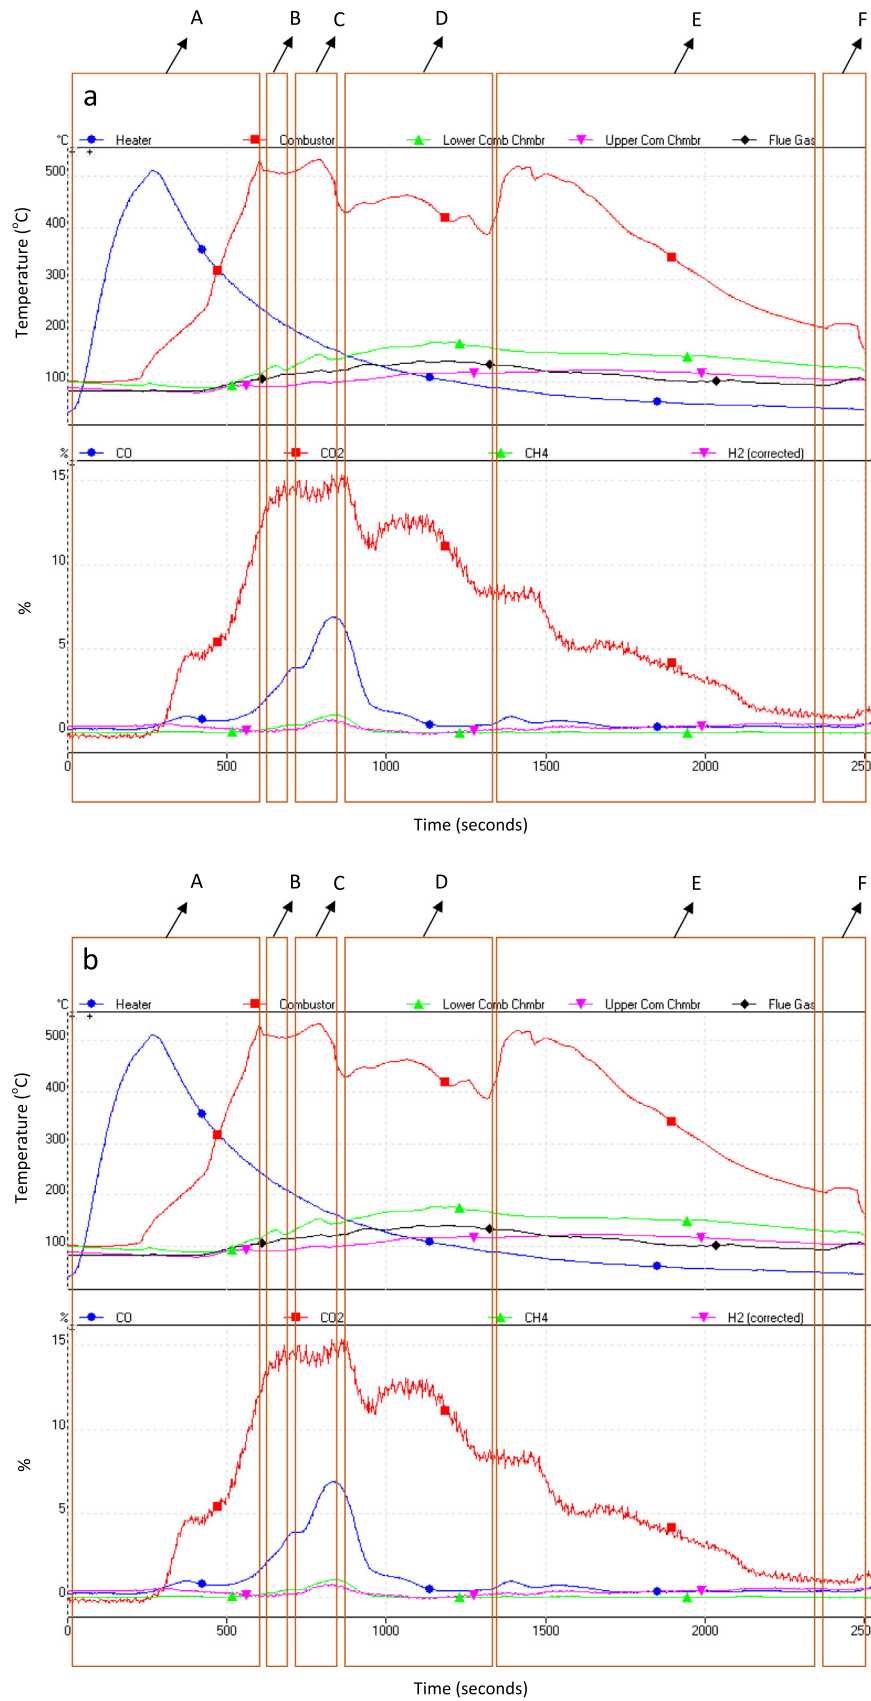 A B C D E F
a
°C Heater Combustor Lower Comb Chmbr Upper Com Chmbr Flue Gas
500
400
300
200
100
Temperature (°C)
% CO CO2 CH4 H2 (corrected)
15
10
5
0
%
0 500 1000 1500 2000 250
Time (seconds)
A B C D E F
b
°C Heater Combustor Lower Comb Chmbr Upper Com Chmbr Flue Gas
500
400
300
200
100
Temperature (°C)
% CO CO2 CH4 H2 (corrected)
15
10
5
0
%
0 500 1000 1500 2000 250
Time (seconds)